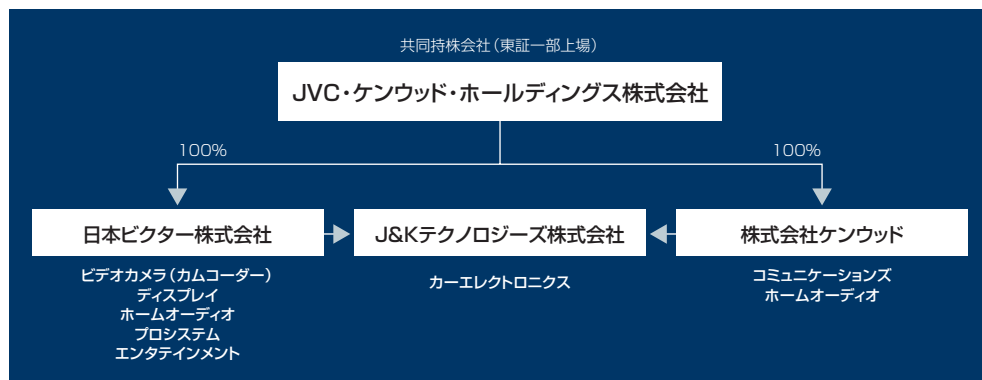 共同持株会社（東証一部上場）
JVC・ケンウッド・ホールディングス株式会社
100%
100%
日本ビクター株式会社
J&Kテクノロジーズ株式会社
株式会社ケンウッド
ビデオカメラ（カムコーダー）
ディスプレイ
ホームオーディオ
プロシステム
エンタテインメント
カーエレクトロニクス
コミュニケーションズ
ホームオーディオ